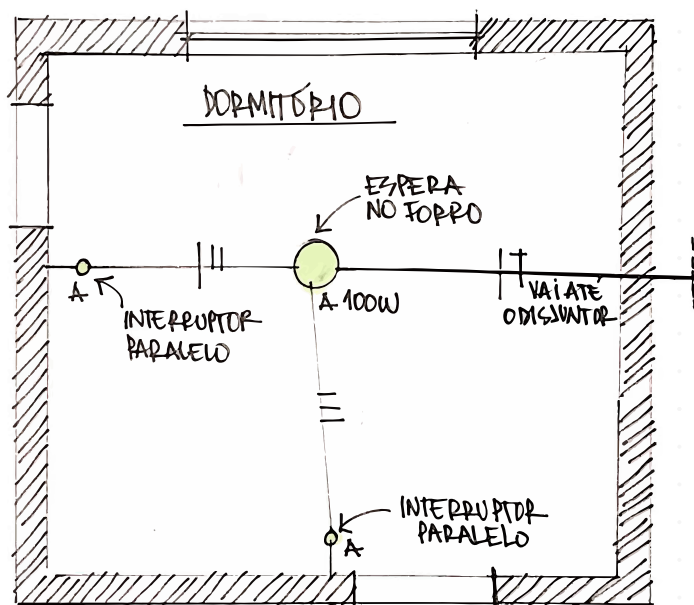 DORMITÓRIO
ESPERA
NO FORRO
A
A 100W
VAI ATÉ
O DISJUNTOR
INTERRUPTOR
PARALELO
INTERRUPTOR
PARALELO
A